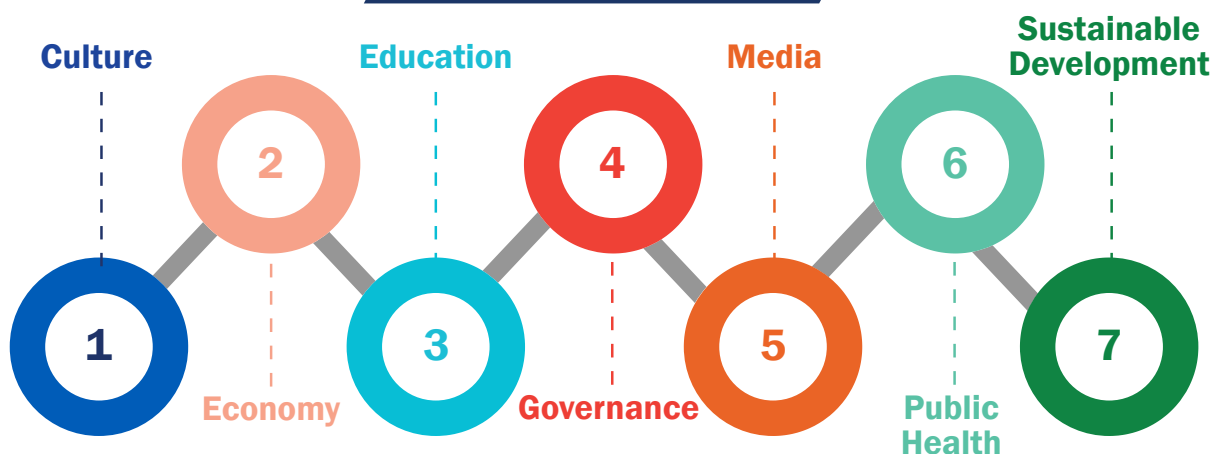 Culture
Education
Media
Sustainable
Development
2
4
6
1
3
5
7
Economy
Governance
Public
Health